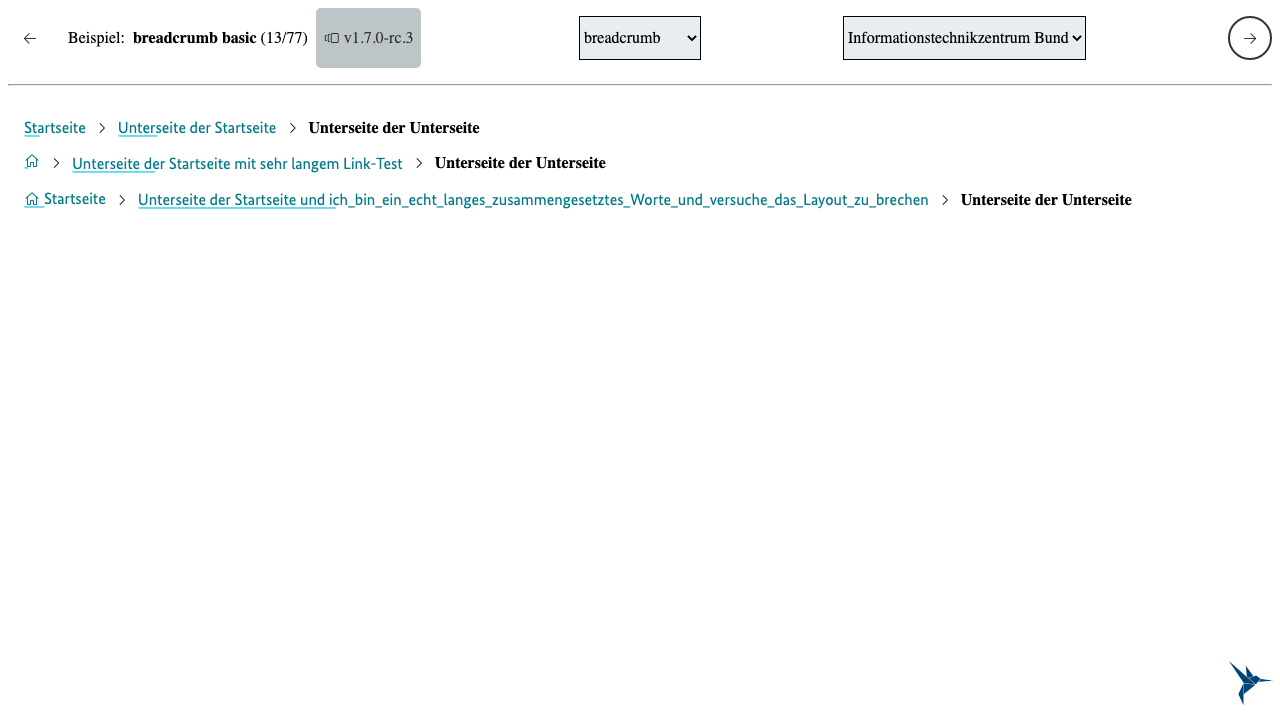 Beispiel: breadcrumb basic (13/77) v1.7.0-rc.3 breadcrumb Informationstechnikzentrum Bund
Startseite Unterseite der Startseite Unterseite der Unterseite
Unterseite der Startseite mit sehr langem Link-Test Unterseite der Unterseite
Startseite Unterseite der Startseite und ich_bin_ein_echt_langes_zusammengesetztes_Worte_und_versuche_das_Layout_zu_brechen Unterseite der Unterseite